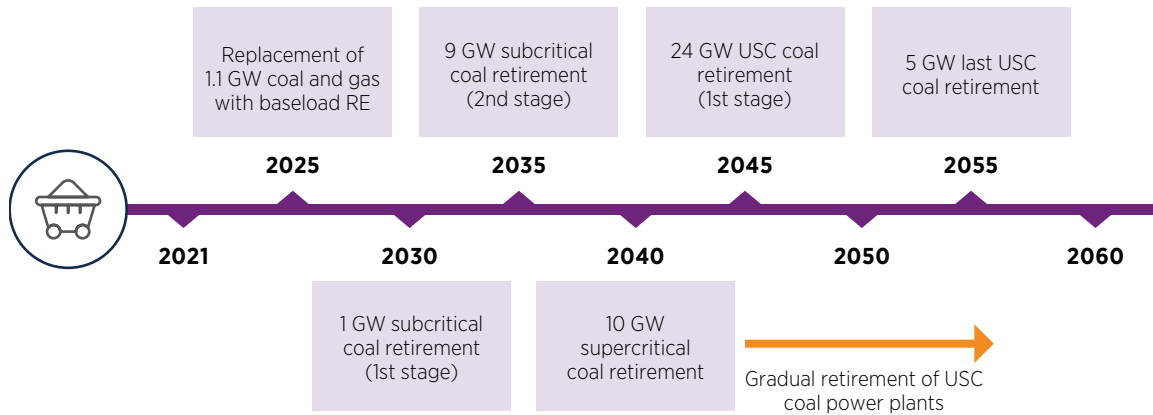 Replacement of
1.1 GW coal and gas
with baseload RE
9 GW subcritical
coal retirement
(2nd stage)
24 GW USC coal
retirement
(1st stage)
5 GW last USC
coal retirement
2025
2035
2045
2055
2021
2030
2040
2050
2060
1 GW subcritical
coal retirement
(1st stage)
10 GW
supercritical
coal retirement
Gradual retirement of USC
coal power plants